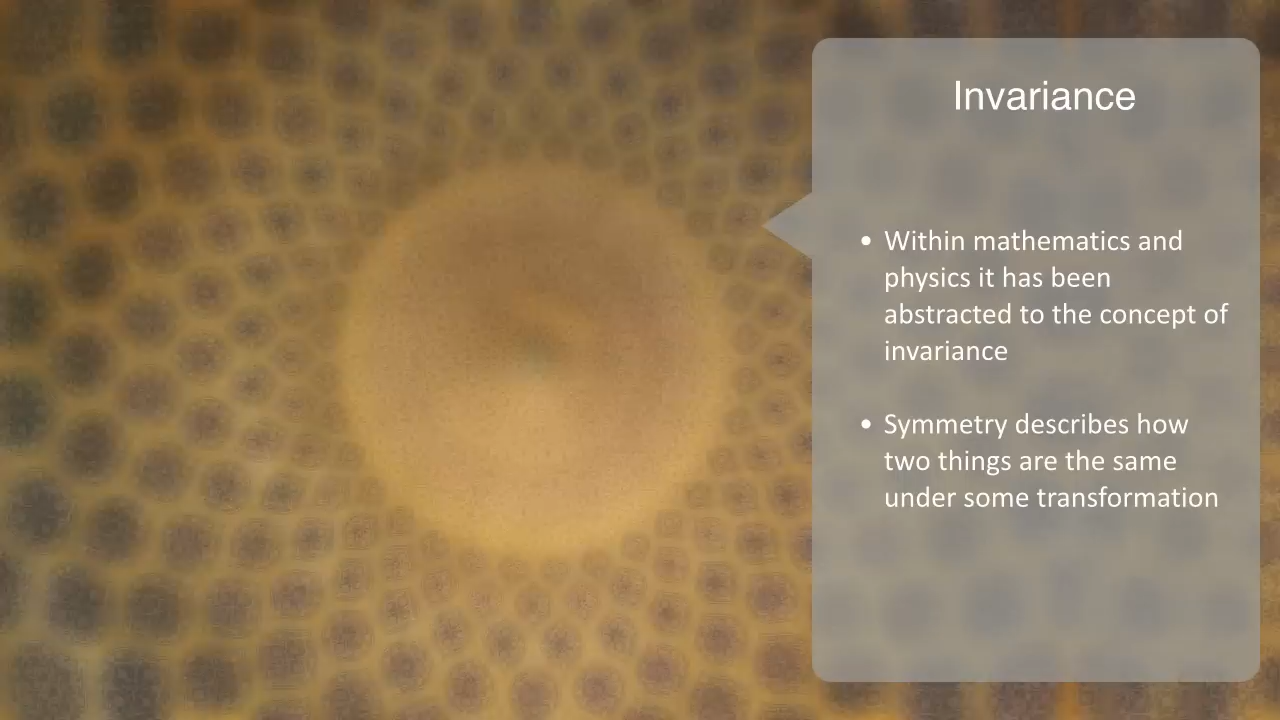 Invariance
• Within mathematics and
physics it has been
abstracted to the concept of
invariance
• Symmetry describes how
two things are the same
under some transformation